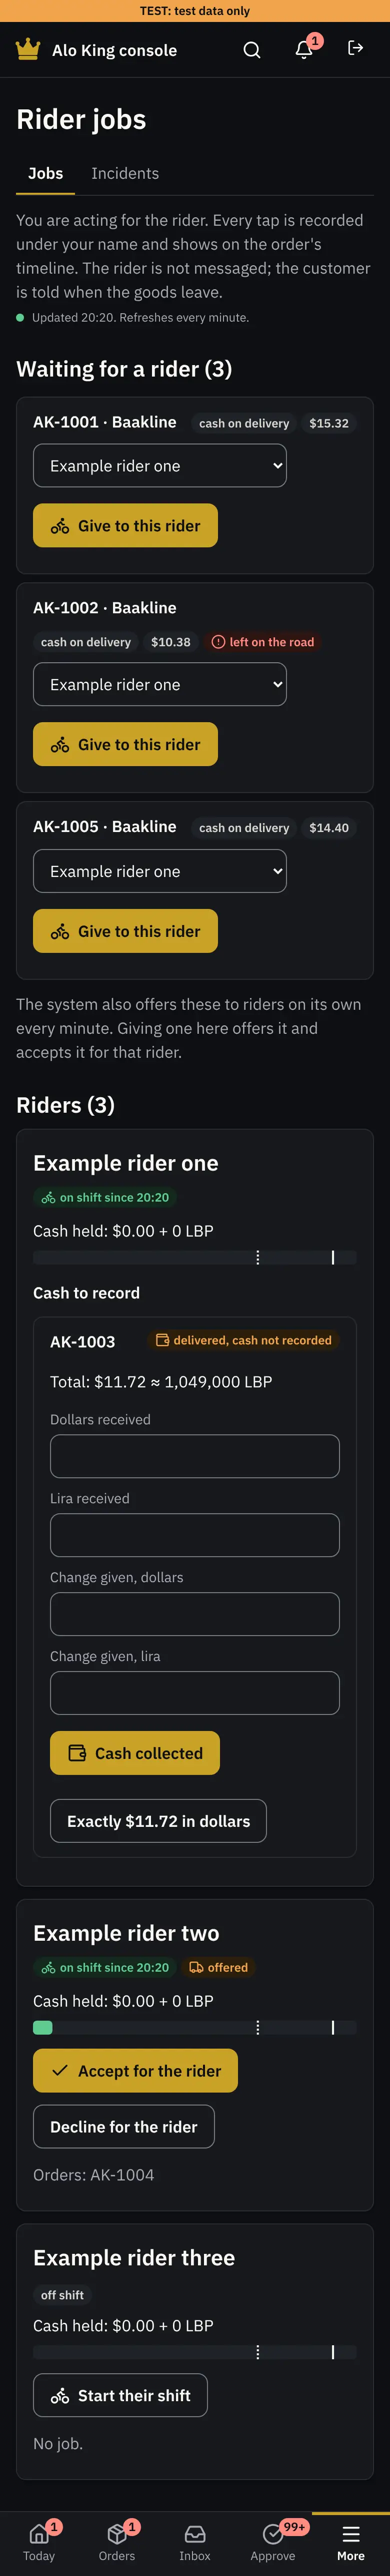 TEST: test data only
Alo King console
1
Rider jobs
Jobs Incidents
You are acting for the rider. Every tap is recorded
under your name and shows on the order's
timeline. The rider is not messaged; the customer
is told when the goods leave.
Updated 20:20. Refreshes every minute.
Waiting for a rider (3)
AK-1001 · Baakline cash on delivery $15.32
Example rider one
Give to this rider
AK-1002 · Baakline
cash on delivery $10.38 left on the road
Example rider one
Give to this rider
AK-1005 · Baakline cash on delivery $14.40
Example rider one
Give to this rider
The system also offers these to riders on its own
every minute. Giving one here offers it and
accepts it for that rider.
Riders (3)
Example rider one
on shift since 20:20
Cash held: $0.00 + 0 LBP
Cash to record
AK-1003 delivered, cash not recorded
Total: $11.72 ≈ 1,049,000 LBP
Dollars received
Lira received
Change given, dollars
Change given, lira
Cash collected
Exactly $11.72 in dollars
Example rider two
on shift since 20:20 offered
Cash held: $0.00 + 0 LBP
Accept for the rider
Decline for the rider
Orders: AK-1004
Example rider three
off shift
Cash held: $0.00 + 0 LBP
Start their shift
No job.
1 1 99+
Today Orders Inbox Approve More